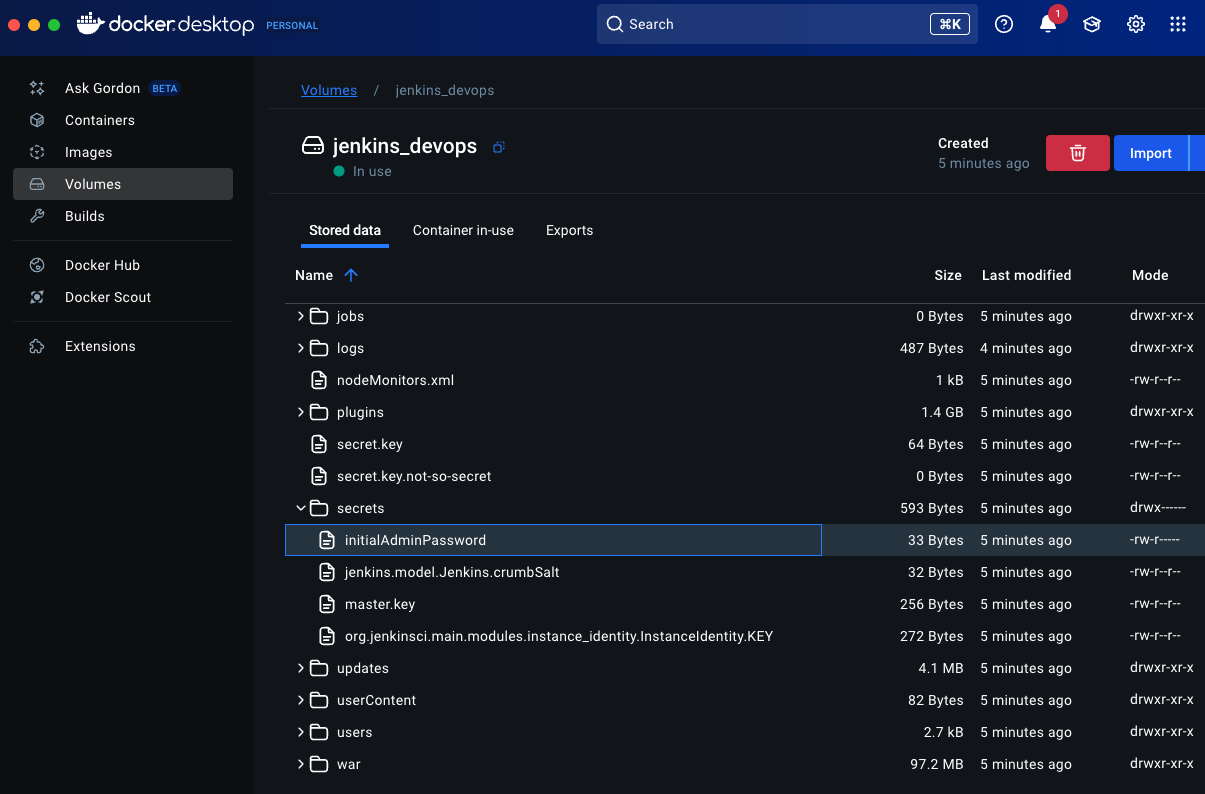 docker.desktop PERSONAL Search ⌘K 1
Ask Gordon BETA
Containers
Images
Volumes
Builds
Docker Hub
Docker Scout
Extensions
Volumes / jenkins_devops
jenkins_devops
In use
Created
5 minutes ago
Import
Stored data Container in-use Exports
Name Size Last modified Mode
jobs 0 Bytes 5 minutes ago drwxr-xr-x
logs 487 Bytes 4 minutes ago drwxr-xr-x
nodeMonitors.xml 1 kB 5 minutes ago -rw-r--r--
plugins 1.4 GB 5 minutes ago drwxr-xr-x
secret.key 64 Bytes 5 minutes ago -rw-r--r--
secret.key.not-so-secret 0 Bytes 5 minutes ago -rw-r--r--
secrets 593 Bytes 5 minutes ago drwx------
initialAdminPassword 33 Bytes 5 minutes ago -rw-r-----
jenkins.model.Jenkins.crumbSalt 32 Bytes 5 minutes ago -rw-r--r--
master.key 256 Bytes 5 minutes ago -rw-r--r--
org.jenkinsci.main.modules.instance_identity.InstanceIdentity.KEY 272 Bytes 5 minutes ago -rw-r--r--
updates 4.1 MB 5 minutes ago drwxr-xr-x
userContent 82 Bytes 5 minutes ago drwxr-xr-x
users 2.7 kB 5 minutes ago drwxr-xr-x
war 97.2 MB 5 minutes ago drwxr-xr-x